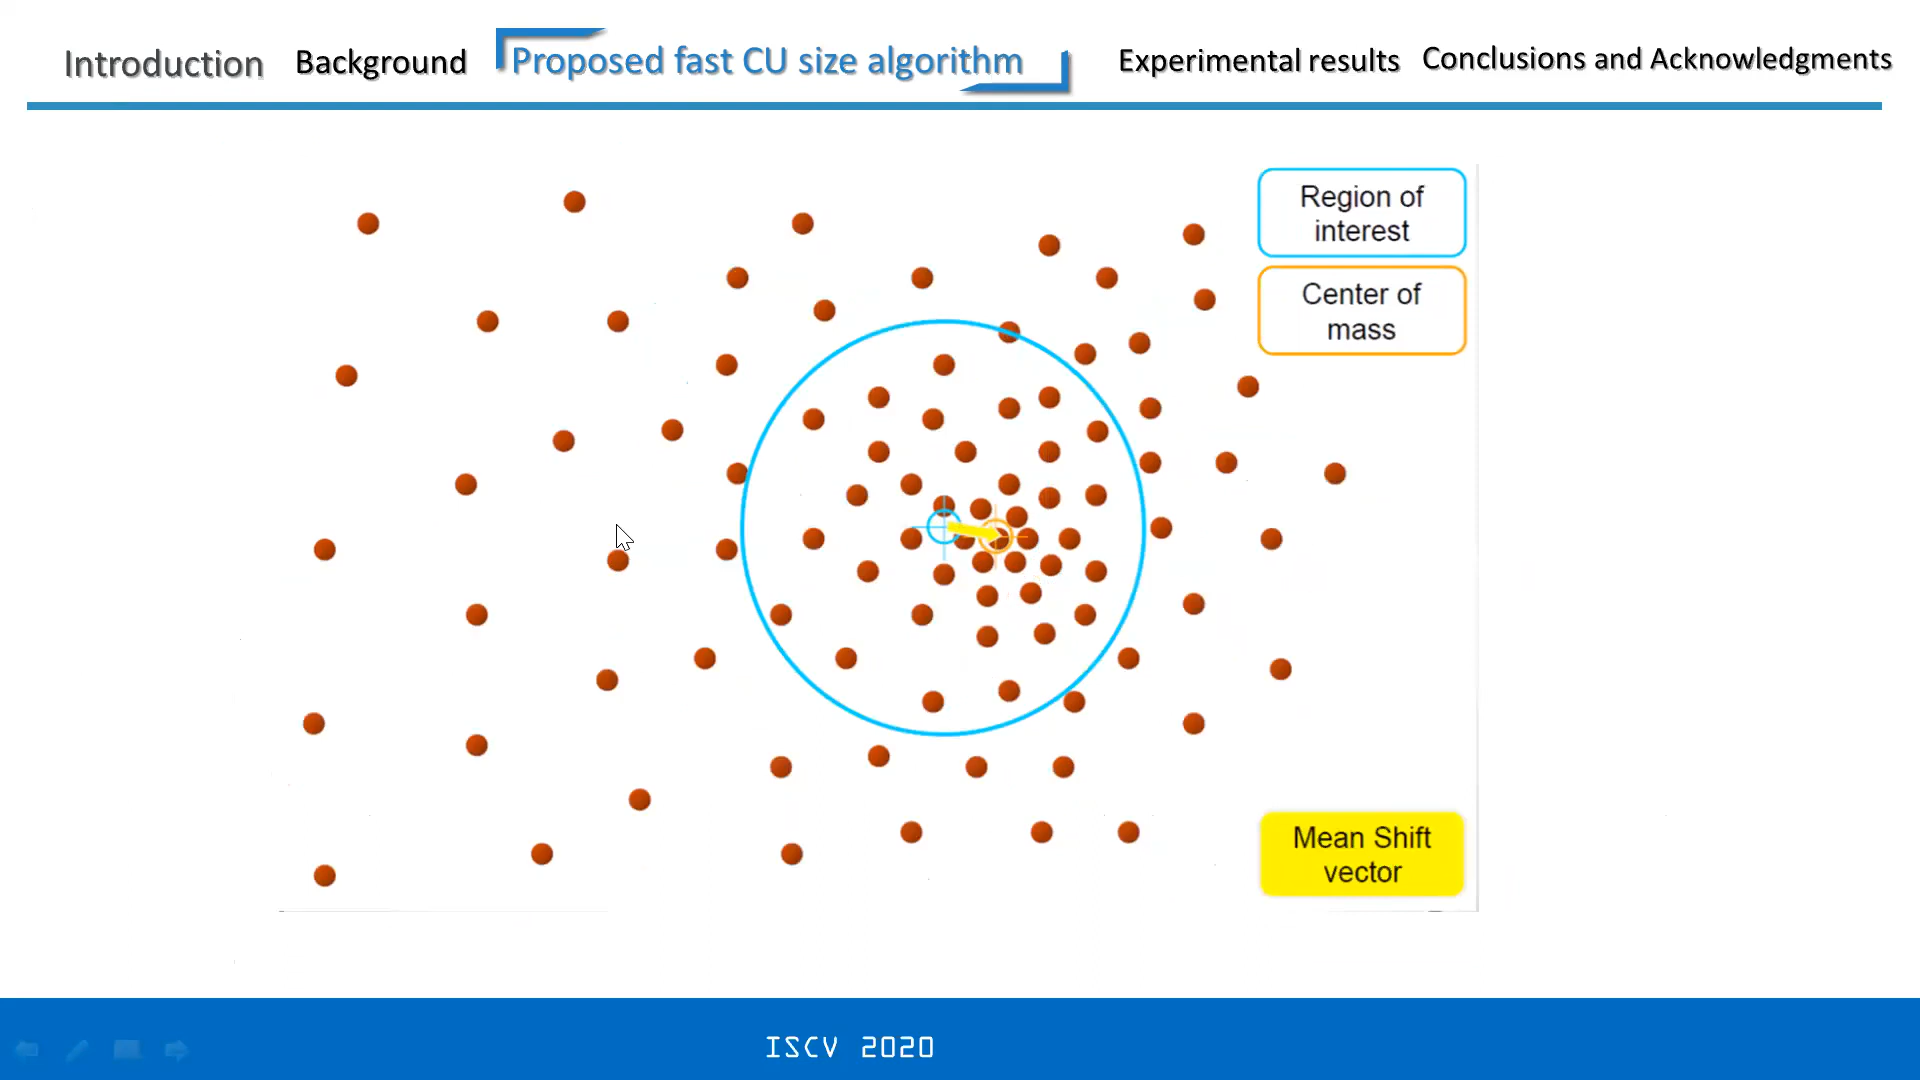 Introduction Background Proposed fast CU size algorithm Experimental results Conclusions and Acknowledgments
Region of
interest
Center of
mass
Mean Shift
vector
ISCV 2020